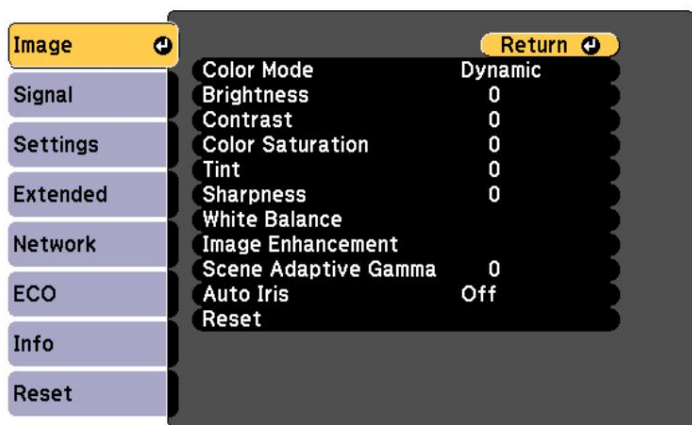 Image
Signal
Settings
Extended
Network
ECO
Info
Reset
Return
Color Mode Dynamic
Brightness 0
Contrast 0
Color Saturation 0
Tint 0
Sharpness 0
White Balance
Image Enhancement
Scene Adaptive Gamma 0
Auto Iris Off
Reset